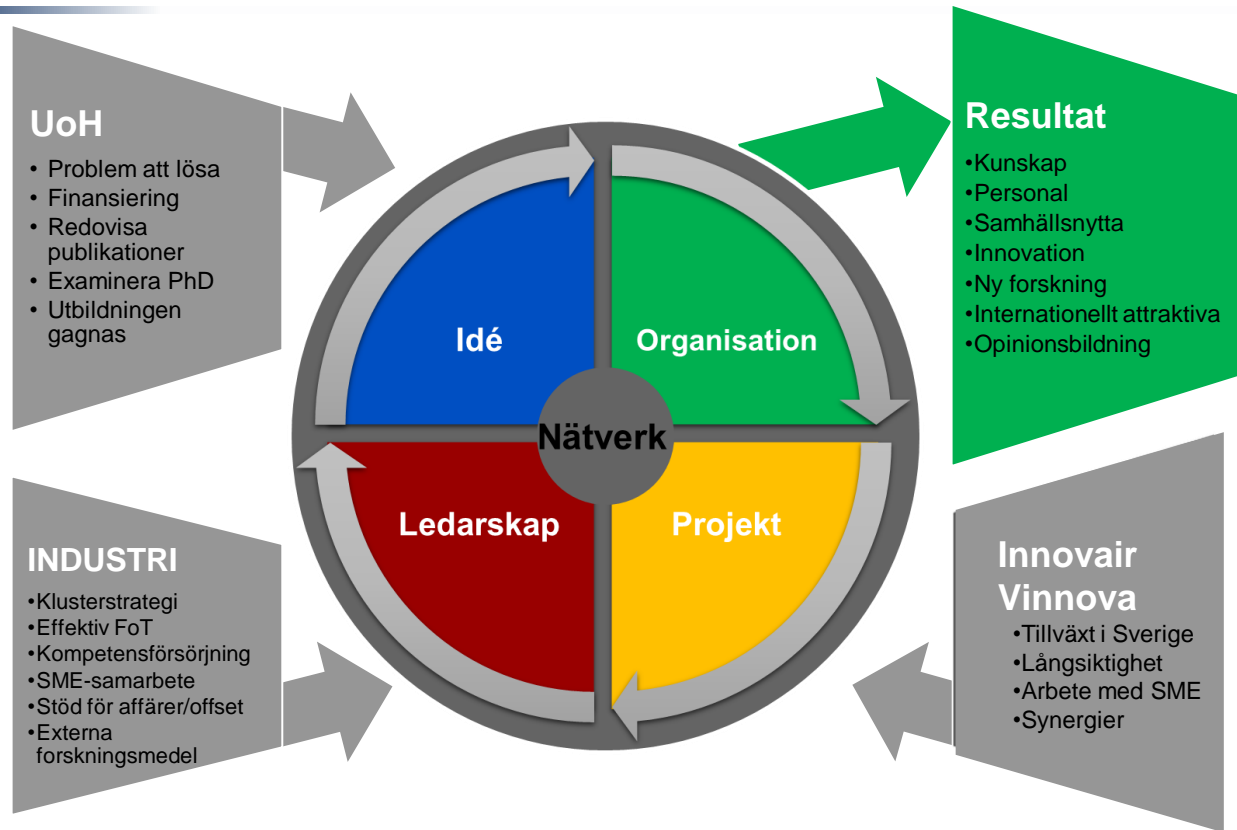 UoH
• Problem att lösa
• Finansiering
• Redovisa
publikationer
• Examinera PhD
• Utbildningen
gagnas
Resultat
•Kunskap
•Personal
•Samhällsnytta
•Innovation
•Ny forskning
•Internationellt attraktiva
•Opinionsbildning
Idé
Organisation
Nätverk
Ledarskap
Projekt
INDUSTRI
•Klusterstrategi
•Effektiv FoT
•Kompetensförsörjning
•SME-samarbete
•Stöd för affärer/offset
•Externa
forskningsmedel
Innovair
Vinnova
•Tillväxt i Sverige
•Långsiktighet
•Arbete med SME
•Synergier